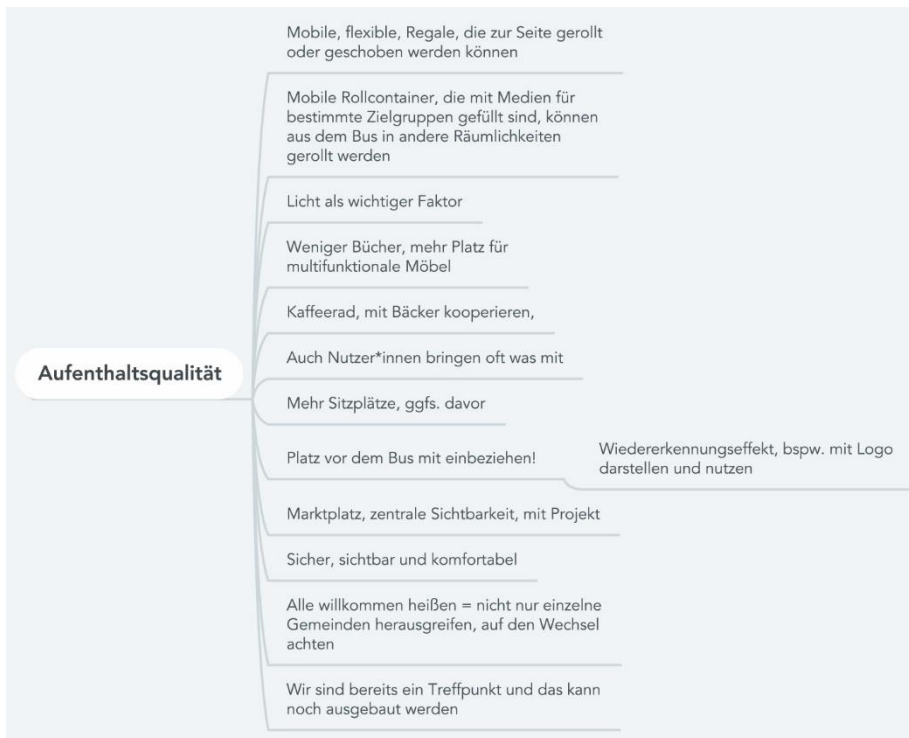 Mobile, flexible, Regale, die zur Seite gerollt
oder geschoben werden können
Mobile Rollcontainer, die mit Medien für
bestimmte Zielgruppen gefüllt sind, können
aus dem Bus in andere Räumlichkeiten
gerollt werden
Licht als wichtiger Faktor
Weniger Bücher, mehr Platz für
multifunktionale Möbel
Kaffeerad, mit Bäcker kooperieren,
Aufenthaltsqualität
Auch Nutzer*innen bringen oft was mit
Mehr Sitzplätze, ggfs. davor
Platz vor dem Bus mit einbeziehen!
Wiedererkennungseffekt, bspw. mit Logo
darstellen und nutzen
Marktplatz, zentrale Sichtbarkeit, mit Projekt
Sicher, sichtbar und komfortabel
Alle willkommen heißen = nicht nur einzelne
Gemeinden herausgreifen, auf den Wechsel
achten
Wir sind bereits ein Treffpunkt und das kann
noch ausgebaut werden